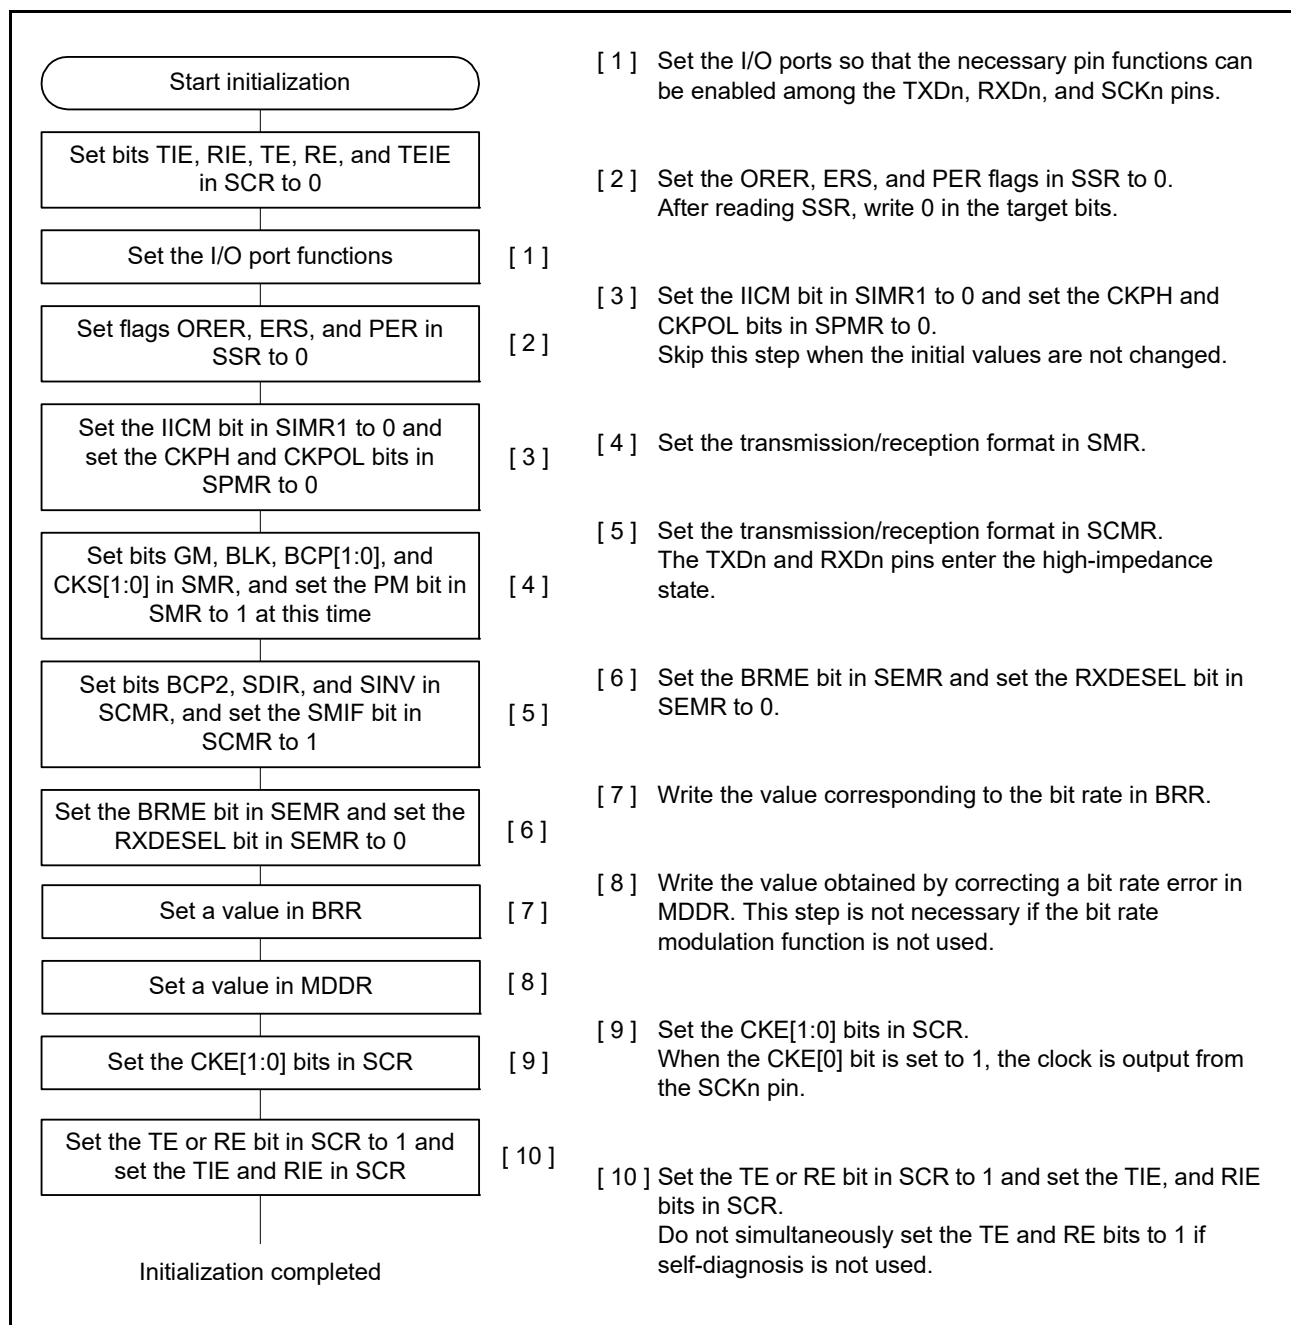 Start initialization
Set bits TIE, RIE, TE, RE, and TEIE
in SCR to 0
Set the I/O port functions
[ 1 ]
Set flags ORER, ERS, and PER in
SSR to 0
[ 2 ]
Set the IICM bit in SIMR1 to 0 and
set the CKPH and CKPOL bits in
SPMR to 0
[ 3 ]
Set bits GM, BLK, BCP[1:0], and
CKS[1:0] in SMR, and set the PM bit in
SMR to 1 at this time
[ 4 ]
Set bits BCP2, SDIR, and SINV in
SCMR, and set the SMIF bit in
SCMR to 1
[ 5 ]
Set the BRME bit in SEMR and set the
RXDESEL bit in SEMR to 0
[ 6 ]
Set a value in BRR
[ 7 ]
Set a value in MDDR
[ 8 ]
Set the CKE[1:0] bits in SCR
[ 9 ]
Set the TE or RE bit in SCR to 1 and
set the TIE and RIE in SCR
[ 10 ]
Initialization completed
[ 1 ] Set the I/O ports so that the necessary pin functions can
be enabled among the TXDn, RXDn, and SCKn pins.
[ 2 ] Set the ORER, ERS, and PER flags in SSR to 0.
After reading SSR, write 0 in the target bits.
[ 3 ] Set the IICM bit in SIMR1 to 0 and set the CKPH and
CKPOL bits in SPMR to 0.
Skip this step when the initial values are not changed.
[ 4 ] Set the transmission/reception format in SMR.
[ 5 ] Set the transmission/reception format in SCMR.
The TXDn and RXDn pins enter the high-impedance
state.
[ 6 ] Set the BRME bit in SEMR and set the RXDESEL bit in
SEMR to 0.
[ 7 ] Write the value corresponding to the bit rate in BRR.
[ 8 ] Write the value obtained by correcting a bit rate error in
MDDR. This step is not necessary if the bit rate
modulation function is not used.
[ 9 ] Set the CKE[1:0] bits in SCR.
When the CKE[0] bit is set to 1, the clock is output from
the SCKn pin.
[ 10 ] Set the TE or RE bit in SCR to 1 and set the TIE, and RIE
bits in SCR.
Do not simultaneously set the TE and RE bits to 1 if
self-diagnosis is not used.